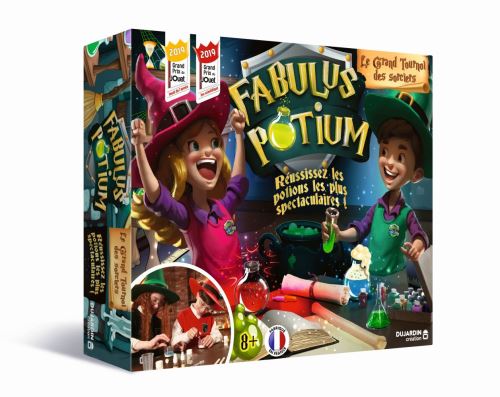 2019
Grand
Prix du
JOuet
2019
Grand
Prix du
JOuet
Le Grand Tournoi
des sorciers
FABULUS
POTIUM
Réussissez les
potions les plus
spectaculaires !
8+
DUJARDIN
création
FABULUS
POTIUM
Le Grand Tournoi
des sorciers
Réussissez les
potions les plus
spectaculaires !
DUJARDIN
création